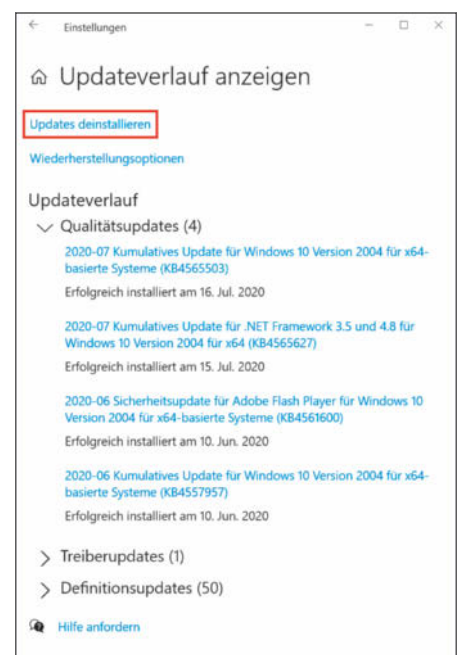 Einstellungen
Updateverlauf anzeigen
Updates deinstallieren
Wiederherstellungsoptionen
Updateverlauf
Qualitätsupdates (4)
2020-07 Kumulatives Update für Windows 10 Version 2004 für x64-
basierte Systeme (KB4565503)
Erfolgreich installiert am 16. Jul. 2020
2020-07 Kumulatives Update für .NET Framework 3.5 und 4.8 für
Windows 10 Version 2004 für x64 (KB4565627)
Erfolgreich installiert am 15. Jul. 2020
2020-06 Sicherheitsupdate für Adobe Flash Player für Windows 10
Version 2004 für x64-basierte Systeme (KB4561600)
Erfolgreich installiert am 10. Jun. 2020
2020-06 Kumulatives Update für Windows 10 Version 2004 für x64-
basierte Systeme (KB4557957)
Erfolgreich installiert am 10. Jun. 2020
Treiberupdates (1)
Definitionsupdates (50)
Hilfe anfordern